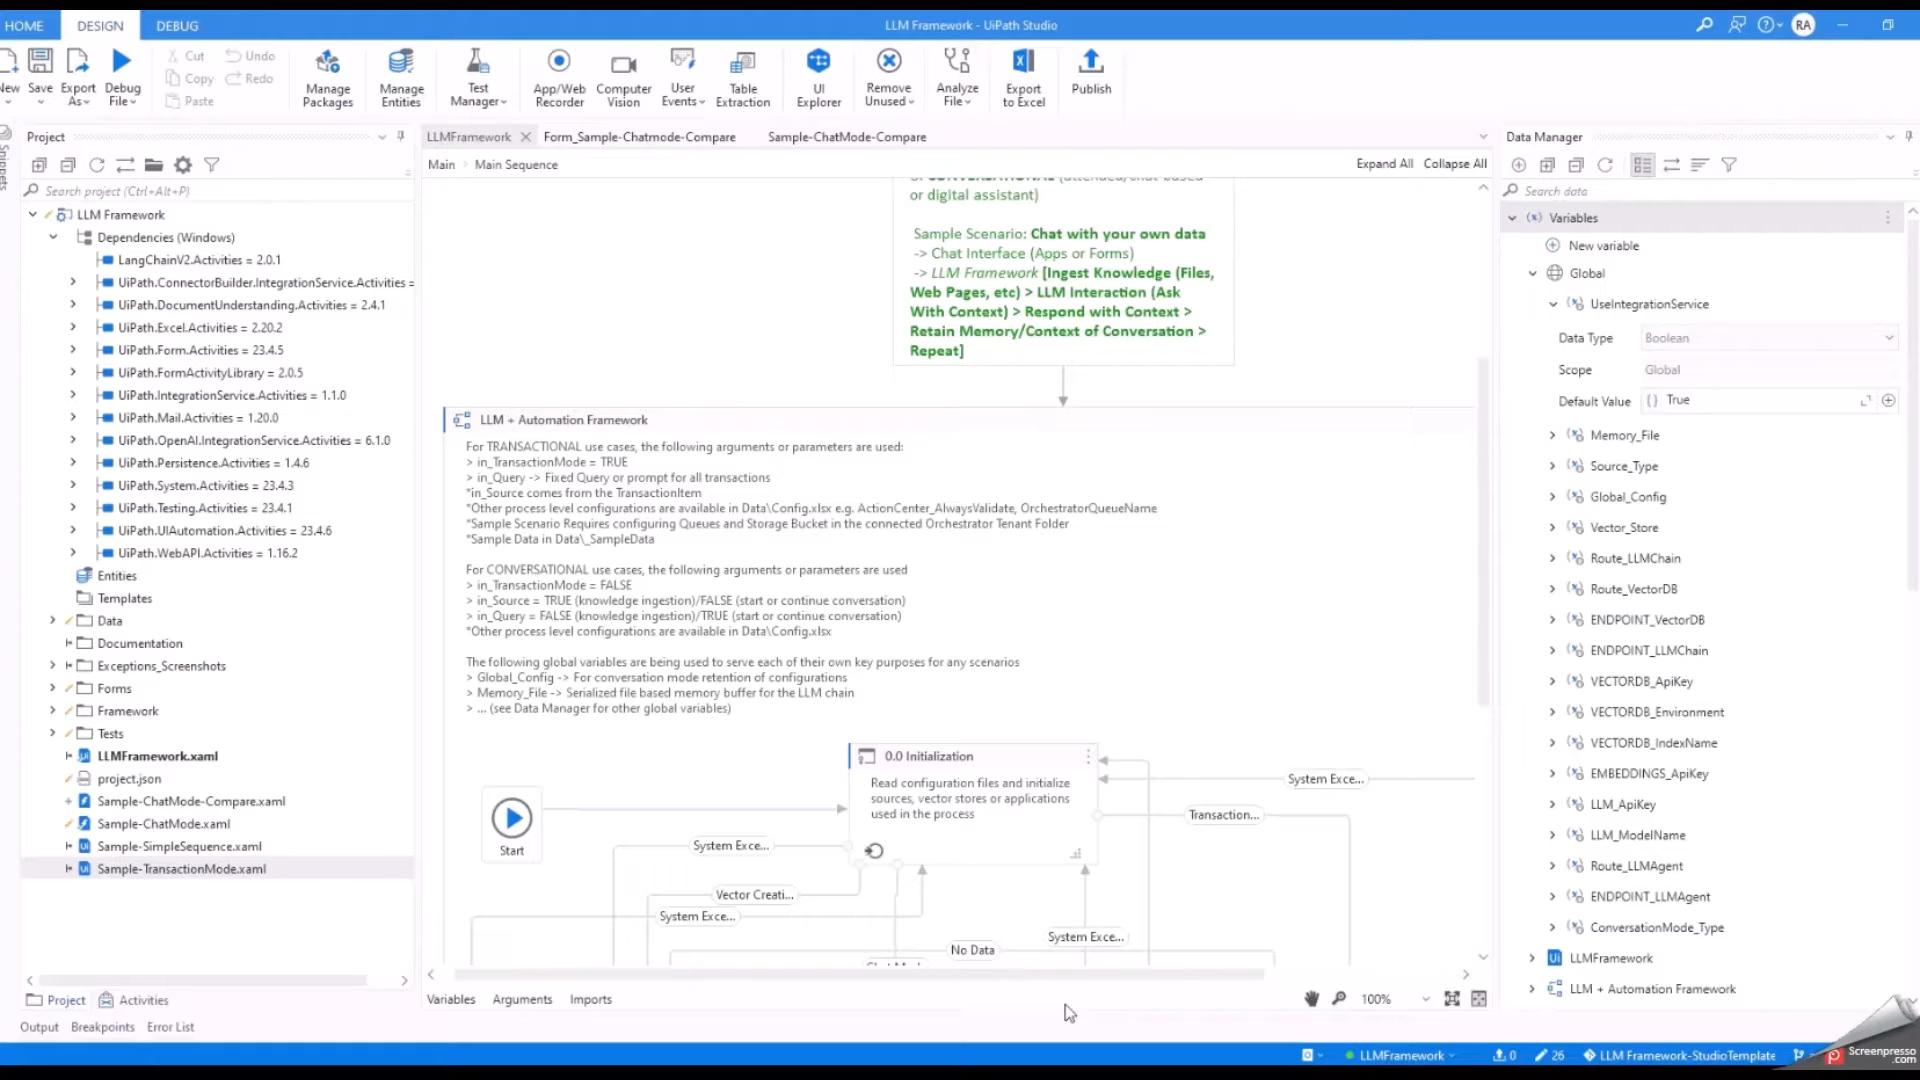 HOME
DESIGN
DEBUG
LLM Framework - UiPath Studio
RA
Save
Export As
Debug File
Cut
Copy
Paste
Undo
Redo
Manage Packages
Manage Entities
Test Manager
App/Web Recorder
Computer Vision
User Events
Table Extraction
UI Explorer
Remove Unused
Analyze File
Export to Excel
Publish
Snippets
Project
Search project (Ctrl+Alt+P)
LLM Framework
Dependencies (Windows)
LangChainV2.Activities = 2.0.1
UiPath.ConnectorBuilder.IntegrationService.Activities =
UiPath.DocumentUnderstanding.Activities = 2.4.1
UiPath.Excel.Activities = 2.20.2
UiPath.Form.Activities = 23.4.5
UiPath.FormActivityLibrary = 2.0.5
UiPath.IntegrationService.Activities = 1.1.0
UiPath.Mail.Activities = 1.20.0
UiPath.OpenAI.IntegrationService.Activities = 6.1.0
UiPath.Persistence.Activities = 1.4.6
UiPath.System.Activities = 23.4.3
UiPath.Testing.Activities = 23.4.1
UiPath.UIAutomation.Activities = 23.4.6
UiPath.WebAPI.Activities = 1.16.2
Entities
Templates
Data
Documentation
Exceptions_Screenshots
Forms
Framework
Tests
LLMFramework.xaml
project.json
Sample-ChatMode-Compare.xaml
Sample-ChatMode.xaml
Sample-SimpleSequence.xaml
Sample-TransactionMode.xaml
Project
Activities
Output
Breakpoints
Error List
LLMFramework
Form_Sample-Chatmode-Compare
Sample-ChatMode-Compare
Main
Main Sequence
Expand All
Collapse All
or digital assistant)
Sample Scenario: Chat with your own data
-> Chat Interface (Apps or Forms)
-> LLM Framework [Ingest Knowledge (Files,
Web Pages, etc) > LLM Interaction (Ask
With Context) > Respond with Context >
Retain Memory/Context of Conversation >
Repeat]
LLM + Automation Framework
For TRANSACTIONAL use cases, the following arguments or parameters are used:
> in_TransactionMode = TRUE
> in_Query -> Fixed Query or prompt for all transactions
*in_Source comes from the TransactionItem
*Other process level configurations are available in Data\Config.xlsx e.g. ActionCenter_AlwaysValidate, OrchestratorQueueName
*Sample Scenario Requires configuring Queues and Storage Bucket in the connected Orchestrator Tenant Folder
*Sample Data in Data\_SampleData
For CONVERSATIONAL use cases, the following arguments or parameters are used
> in_TransactionMode = FALSE
> in_Source = TRUE (knowledge ingestion)/FALSE (start or continue conversation)
> in_Query = FALSE (knowledge ingestion)/TRUE (start or continue conversation)
*Other process level configurations are available in Data\Config.xlsx
The following global variables are being used to serve each of their own key purposes for any scenarios
> Global_Config -> For conversation mode retention of configurations
> Memory_File -> Serialized file based memory buffer for the LLM chain
> ... (see Data Manager for other global variables)
0.0 Initialization
Read configuration files and initialize
sources, vector stores or applications
used in the process
Start
System Exce...
Transaction...
System Exce...
Vector Creati...
System Exce...
System Exce...
No Data
Variables
Arguments
Imports
100%
Data Manager
Search data
Variables
New variable
Global
UseIntegrationService
Data Type
Boolean
Scope
Global
Default Value
True
Memory_File
Source_Type
Global_Config
Vector_Store
Route_LLMChain
Route_VectorDB
ENDPOINT_VectorDB
ENDPOINT_LLMChain
VECTORDB_ApiKey
VECTORDB_Environment
VECTORDB_IndexName
EMBEDDINGS_ApiKey
LLM_ApiKey
LLM_ModelName
Route_LLMAgent
ENDPOINT_LLMAgent
ConversationMode_Type
LLMFramework
LLM + Automation Framework
LLMFramework
0
26
LLM Framework-StudioTemplate
Screenpresso
.com